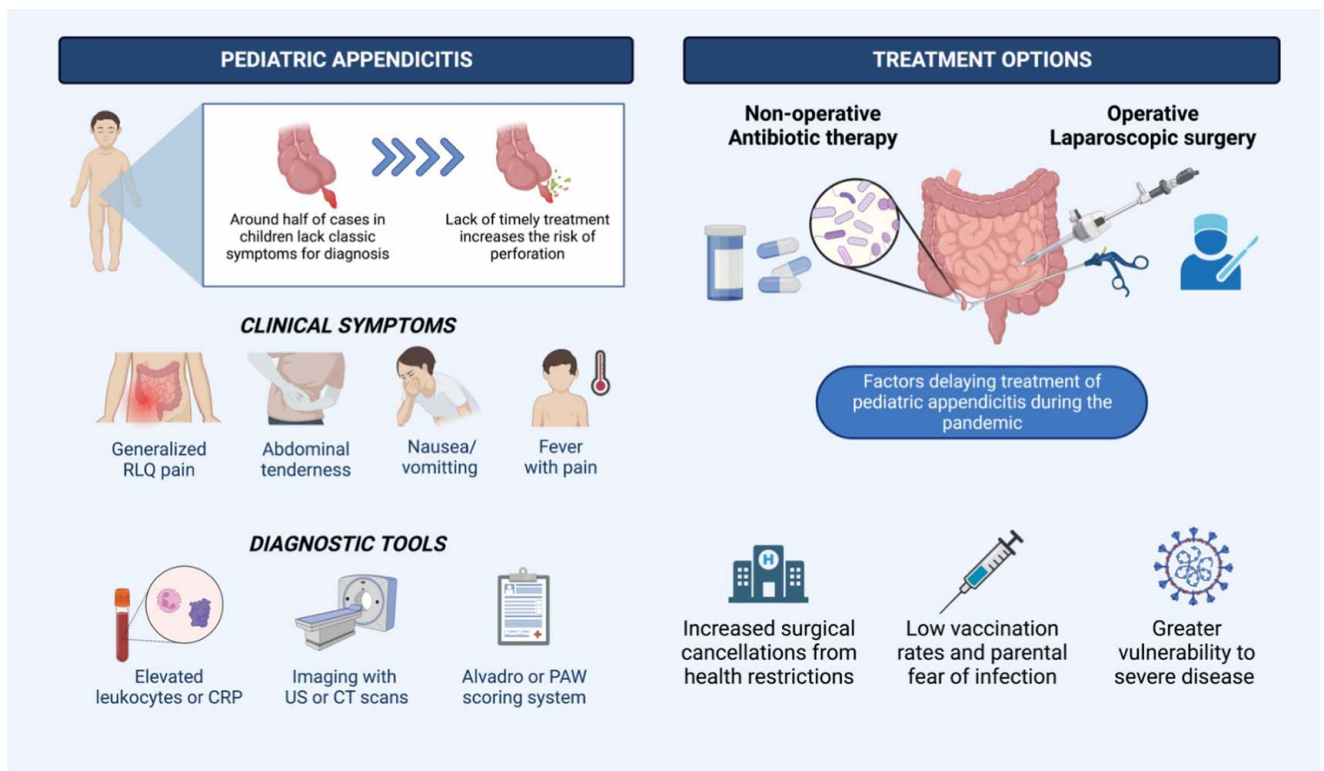 PEDIATRIC APPENDICITIS
Around half of cases in
children lack classic
symptoms for diagnosis
Lack of timely treatment
increases the risk of
perforation
CLINICAL SYMPTOMS
Generalized
RLQ pain
Abdominal
tenderness
Nausea/
vomitting
Fever
with pain
DIAGNOSTIC TOOLS
Elevated
leukocytes or CRP
Imaging with
US or CT scans
Alvadro or PAW
scoring system
TREATMENT OPTIONS
Non-operative
Antibiotic therapy
Operative
Laparoscopic surgery
Factors delaying treatment of
pediatric appendicitis during the
pandemic
H
Increased surgical
cancellations from
health restrictions
Low vaccination
rates and parental
fear of infection
Greater
vulnerability to
severe disease